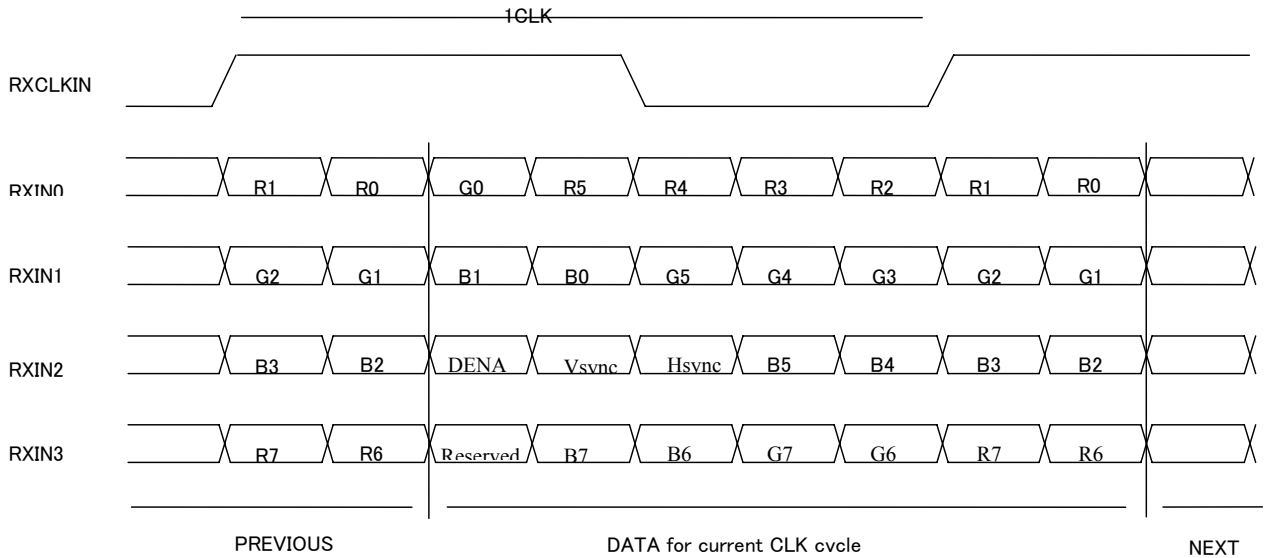 1CLK
RXCLKIN
RXIN0 R1 R0 G0 R5 R4 R3 R2 R1 R0
RXIN1 G2 G1 B1 B0 G5 G4 G3 G2 G1
RXIN2 B3 B2 DENA Vsync Hsync B5 B4 B3 B2
RXIN3 R7 R6 Reserved B7 B6 G7 G6 R7 R6
PREVIOUS DATA for current CLK cycle NEXT